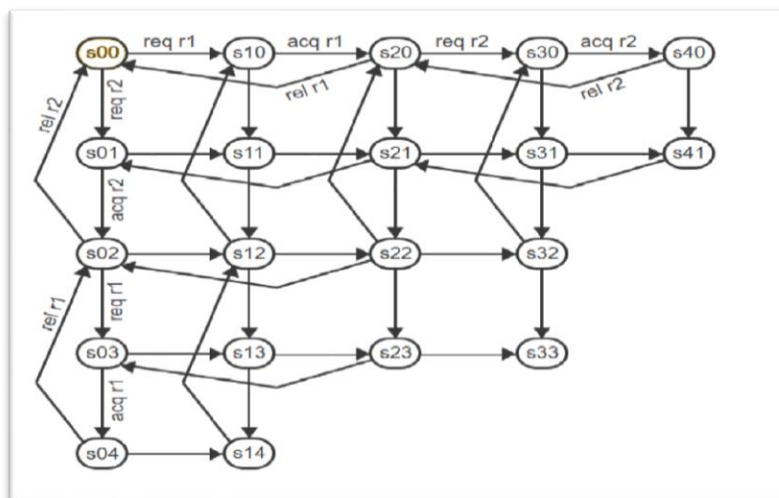 req r1 acq r1 req r2 acq r2
s00 s10 s20 s30 s40
rel r1 rel r2
rel r2 req r2
s01 s11 s21 s31 s41
acq r2
s02 s12 s22 s32
rel r1 req r1
s03 s13 s23 s33
acq r1
s04 s14